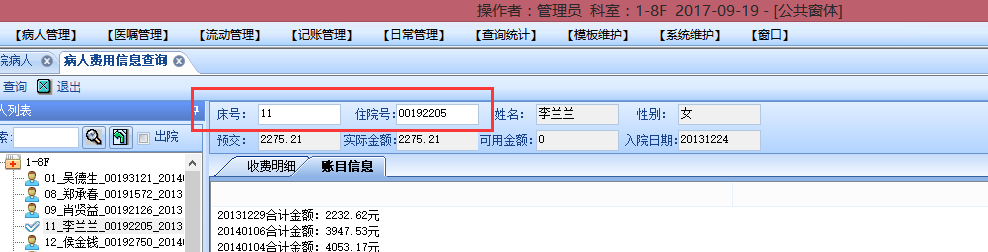 操作者：管理员 科室：1-8F 2017-09-19 - [公共窗体]
【病人管理】 【医嘱管理】 【流动管理】 【记账管理】 【日常管理】 【查询统计】 【模板维护】 【系统维护】 【窗口】
院病人 病人费用信息查询
查询 退出
人列表
床号: 11 住院号: 00192205 姓名: 李兰兰 性别: 女
索: 出院
预交: 2275.21 实际金额: 2275.21 可用金额: 0 入院日期: 20131224
收费明细 账目信息
1-8F
01_吴德生_00193121_2014
08_郑承春_00191572_2013
09_肖贤益_00192126_2013
11_李兰兰_00192205_2013
12_侯金钱_00192750_2014
20131229合计金额: 2232.62元
20140106合计金额: 3947.53元
20140104合计金额: 4053.17元